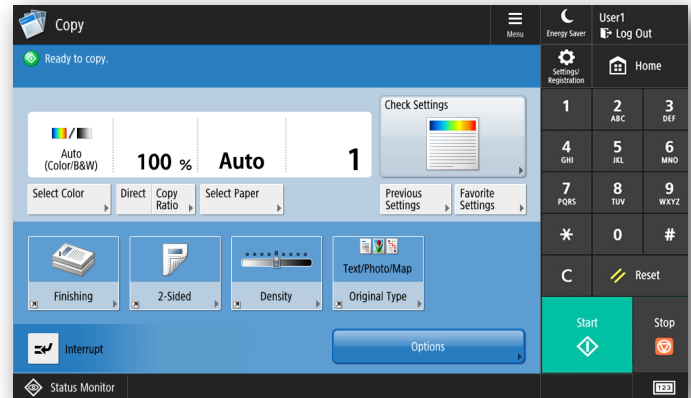 Copy
Menu
Energy Saver
User1
Log Out
Ready to copy.
Settings/
Registration
Home
Auto
(Color/B&W)
100 %
Auto
1
Check Settings
Select Color
Direct
Copy
Ratio
Select Paper
Previous
Settings
Favorite
Settings
Finishing
2-Sided
Density
Text/Photo/Map
Original Type
Interrupt
Options
Status Monitor
1
2
ABC
3
DEF
4
GHI
5
JKL
6
MNO
7
PQRS
8
TUV
9
WXYZ
*
0
#
C
Reset
Start
Stop
123